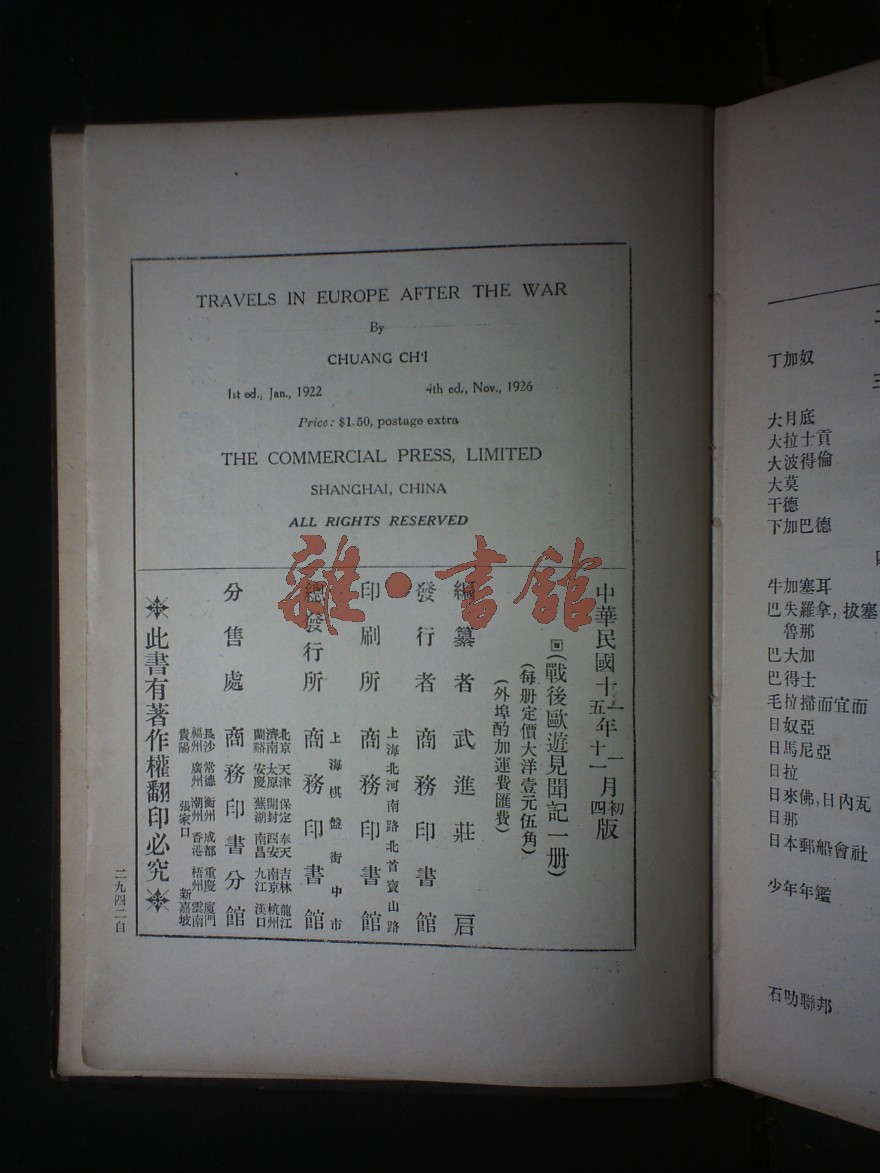 TRAVELS IN EUROPE AFTER THE WAR
By
CHUANG CH'I
1st ed., Jan., 1922
4th ed., Nov., 1926
Price: $1.50, postage extra
THE COMMERCIAL PRESS, LIMITED
SHANGHAI, CHINA
ALL RIGHTS RESERVED
中華民國十一年一月初版
五年十一月四版
(戰後歐遊見聞記一册)
(每册定價大洋壹元伍角)
(外埠酌加運費匯費)
編纂者 武進莊启
發行者 商務印書館
上海北河南路北首寶山路
印刷所 商務印書館
上海棋盤街中市
總發行所 商務印書館
北京 天津 保定 奉天 吉林 龍江
濟南 太原 開封 西安 南京 杭州
蘭谿 安慶 蕪湖 南昌 九江 漢口
分售處 商務印書分館
長沙 常德 衡州 成都 重慶 廈門
福州 廣州 潮州 香港 梧州 雲南
貴陽 張家口 新嘉坡
此書有著作權翻印必究
二九四二自
雜·書館
丁加奴
大月底
大拉士貢
大波得倫
大莫
干德
下加巴德
牛加塞耳
巴失羅拿, 拔塞
魯那
巴大加
巴得士
毛拉掃而宜而
日奴亞
日馬尼亞
日拉
日來佛, 日內瓦
日那
日本郵船會社
少年年鑑
石叻聯邦